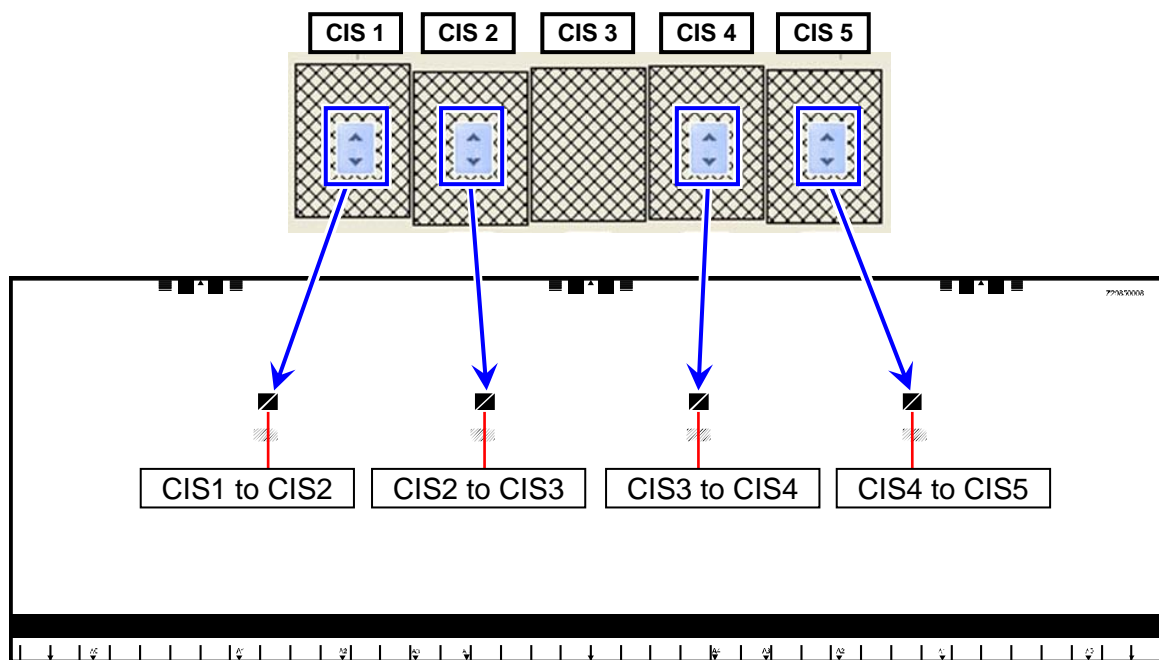 CIS 1
CIS 2
CIS 3
CIS 4
CIS 5
CIS1 to CIS2
CIS2 to CIS3
CIS3 to CIS4
CIS4 to CIS5